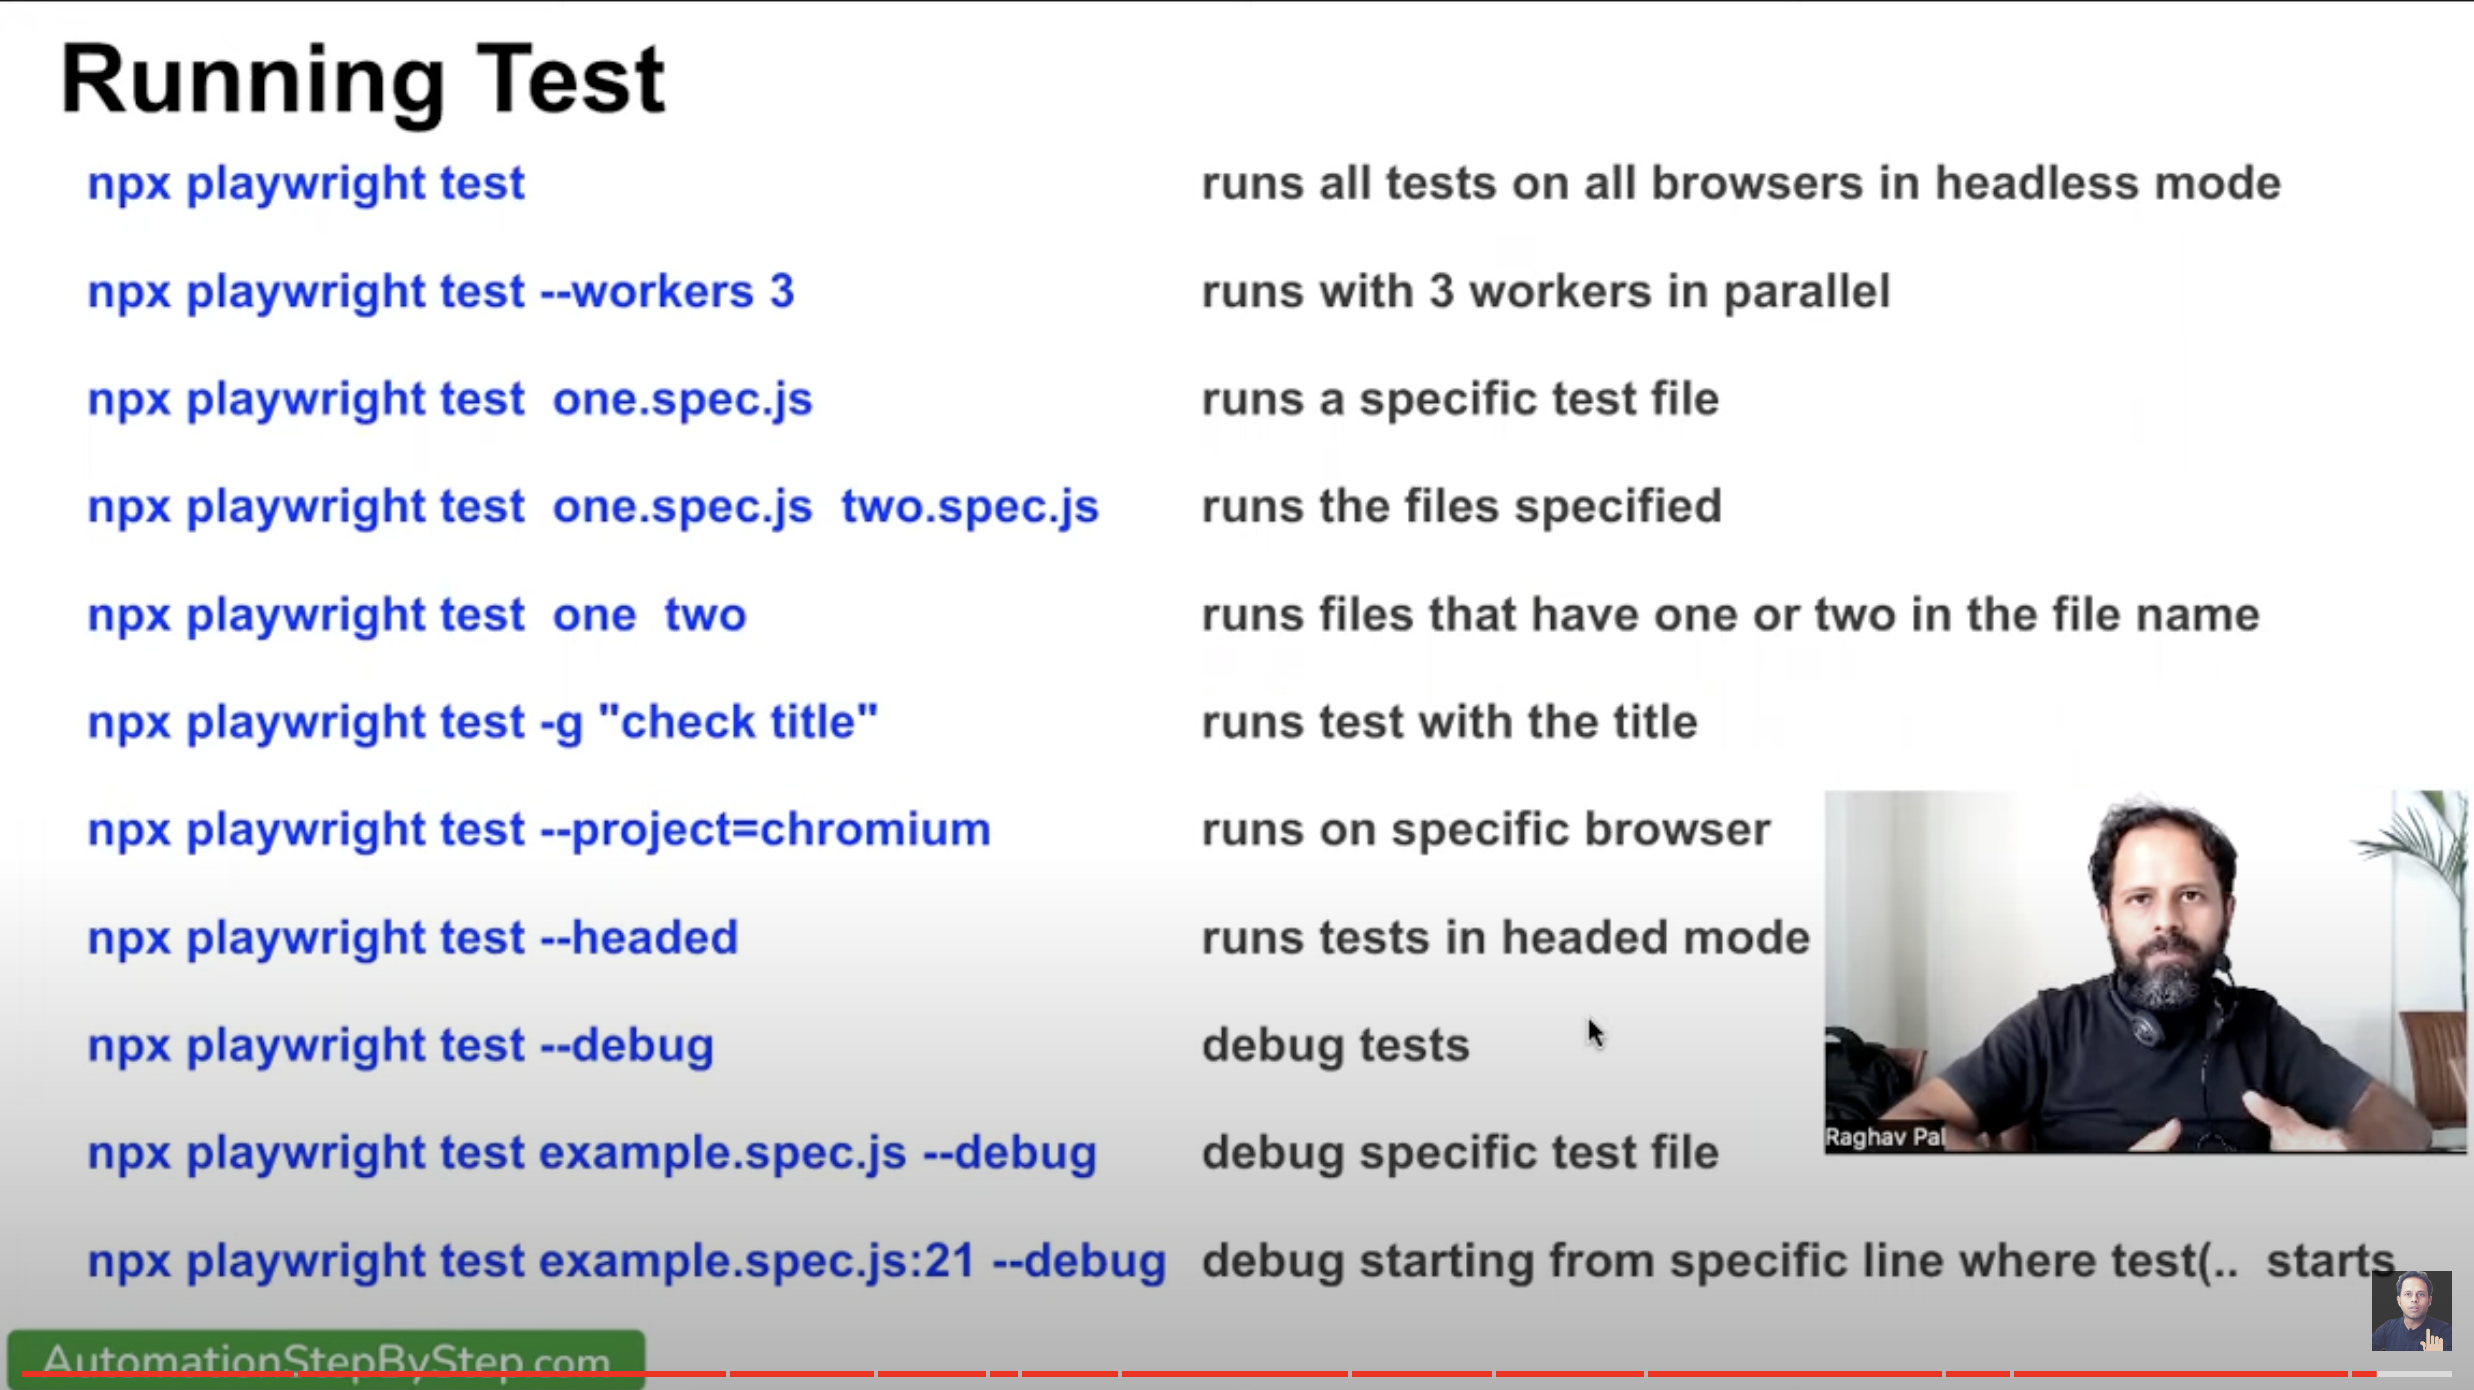 Running Test
npx playwright test runs all tests on all browsers in headless mode
npx playwright test --workers 3 runs with 3 workers in parallel
npx playwright test one.spec.js runs a specific test file
npx playwright test one.spec.js two.spec.js runs the files specified
npx playwright test one two runs files that have one or two in the file name
npx playwright test -g "check title" runs test with the title
npx playwright test --project=chromium runs on specific browser
npx playwright test --headed runs tests in headed mode
npx playwright test --debug debug tests
Raghav Pal
npx playwright test example.spec.js --debug debug specific test file
npx playwright test example.spec.js:21 --debug debug starting from specific line where test(.. starts
AutomationStepByStep.com